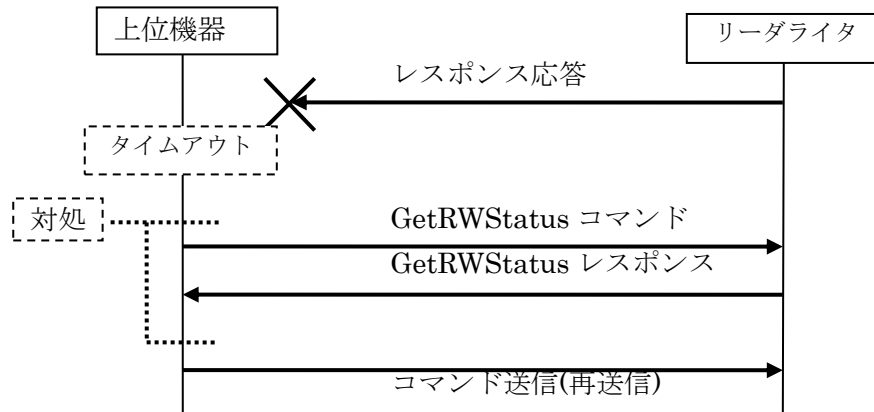 上位機器
リーダライタ
レスポンス応答
タイムアウト
対処
GetRWStatus コマンド
GetRWStatus レスポンス
コマンド送信(再送信)